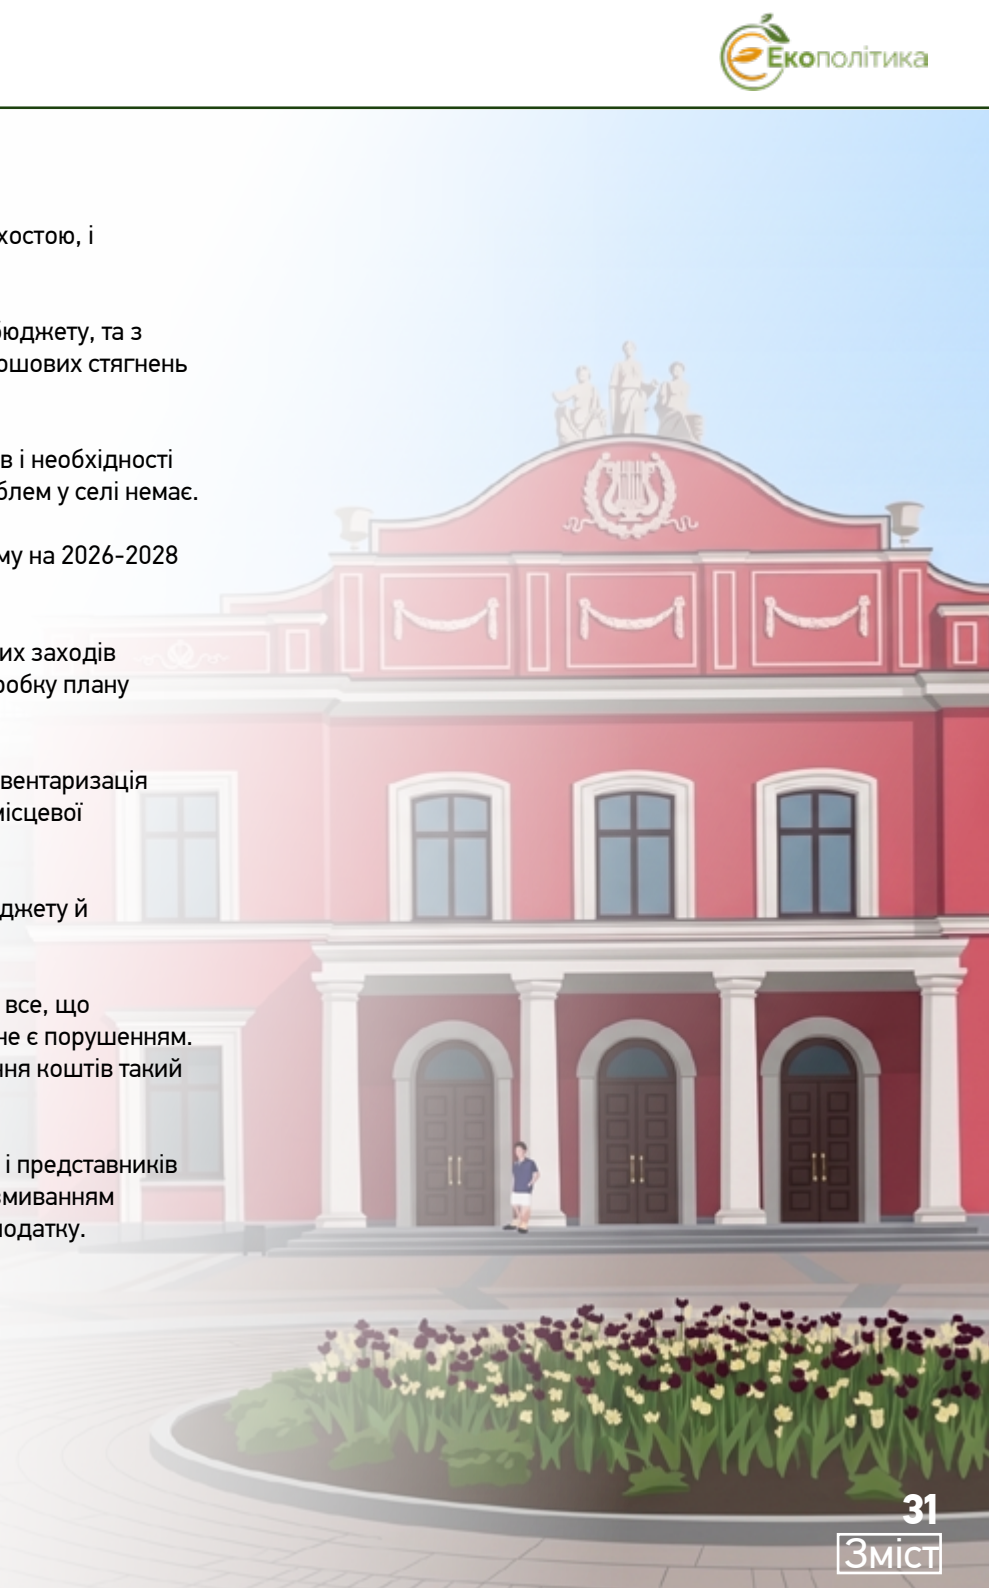 Екополітика
хостою, і
бюджету, та з
ошових стягнень
в і необхідності
блем у селі немає.
му на 2026-2028
их заходів
робку плану
вентаризація
місцевої
джету й
все, що
не є порушенням.
ння коштів такий
і представників
змиванням
податку.
31
Зміст